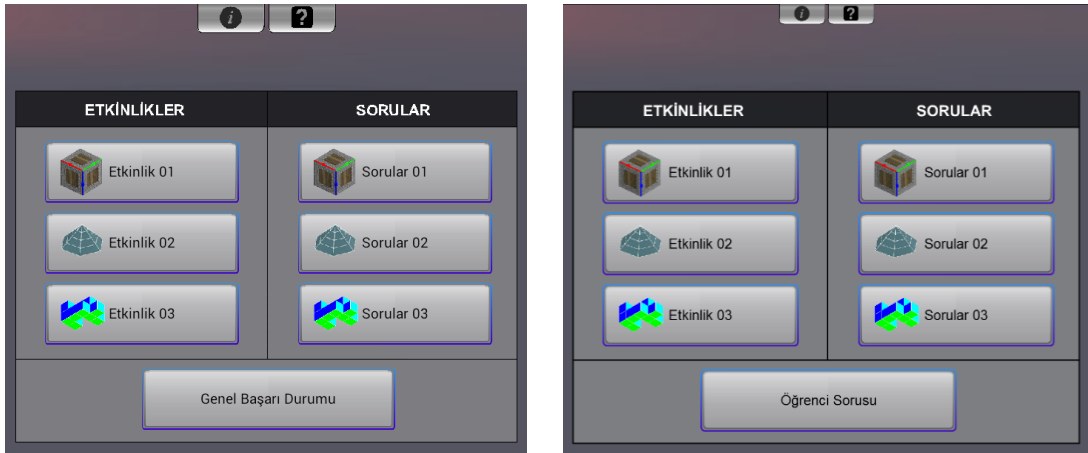 i ?
ETKİNLİKLER SORULAR
Etkinlik 01 Sorular 01
Etkinlik 02 Sorular 02
Etkinlik 03 Sorular 03
Genel Başarı Durumu
i ?
ETKİNLİKLER SORULAR
Etkinlik 01 Sorular 01
Etkinlik 02 Sorular 02
Etkinlik 03 Sorular 03
Öğrenci Sorusu